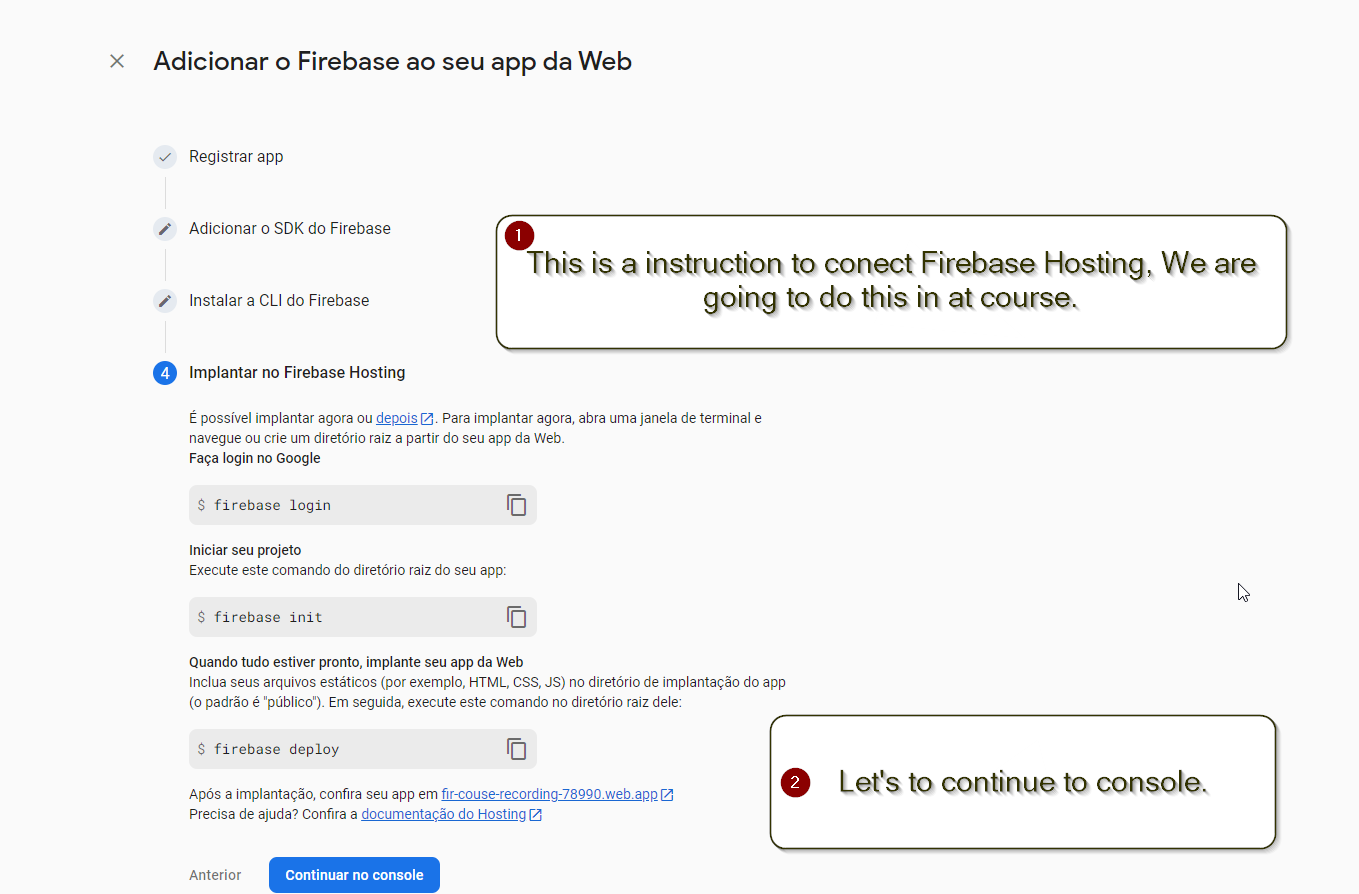 Adicionar o Firebase ao seu app da Web
Registrar app
Adicionar o SDK do Firebase
1
This is a instruction to conect Firebase Hosting, We are
going to do this in at course.
Instalar a CLI do Firebase
4 Implantar no Firebase Hosting
É possível implantar agora ou depois. Para implantar agora, abra uma janela de terminal e
navegue ou crie um diretório raiz a partir do seu app da Web.
Faça login no Google
$ firebase login
Iniciar seu projeto
Execute este comando do diretório raiz do seu app:
$ firebase init
Quando tudo estiver pronto, implante seu app da Web
Inclua seus arquivos estáticos (por exemplo, HTML, CSS, JS) no diretório de implantação do app
(o padrão é "público"). Em seguida, execute este comando no diretório raiz dele:
$ firebase deploy
2 Let's to continue to console.
Após a implantação, confira seu app em fir-couse-recording-78990.web.app
Precisa de ajuda? Confira a documentação do Hosting
Anterior
Continuar no console